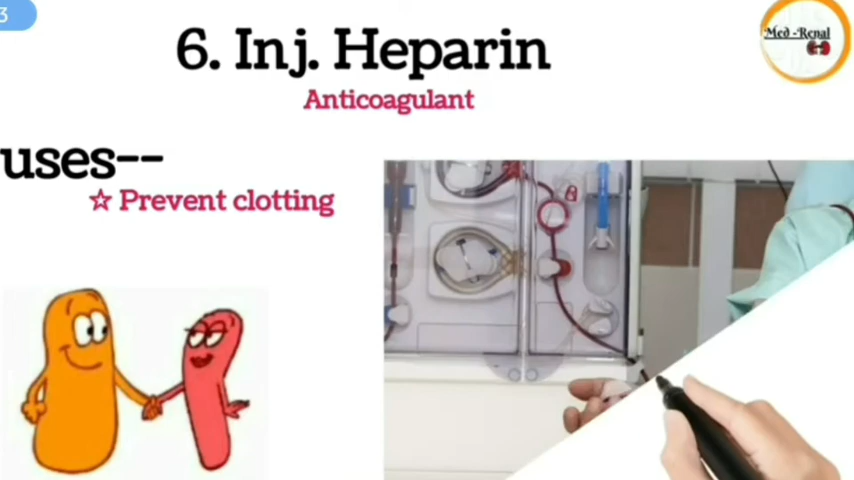 3
6. Inj. Heparin
Med-Renal
Anticoagulant
uses--
☆ Prevent clotting